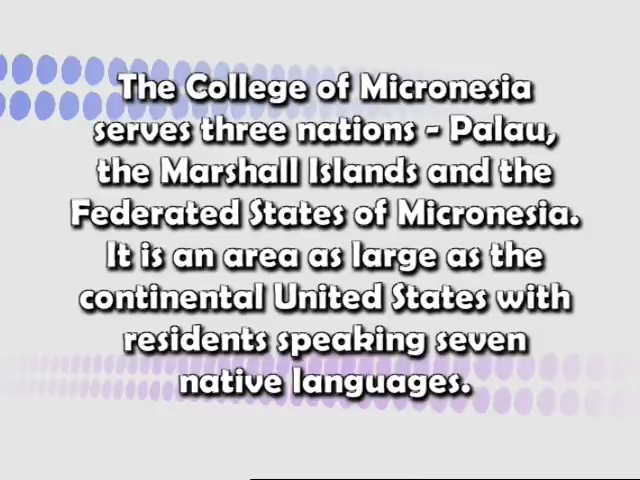 The College of Micronesia
serves three nations - Palau,
the Marshall Islands and the
Federated States of Micronesia.
It is an area as large as the
continental United States with
residents speaking seven
native languages.